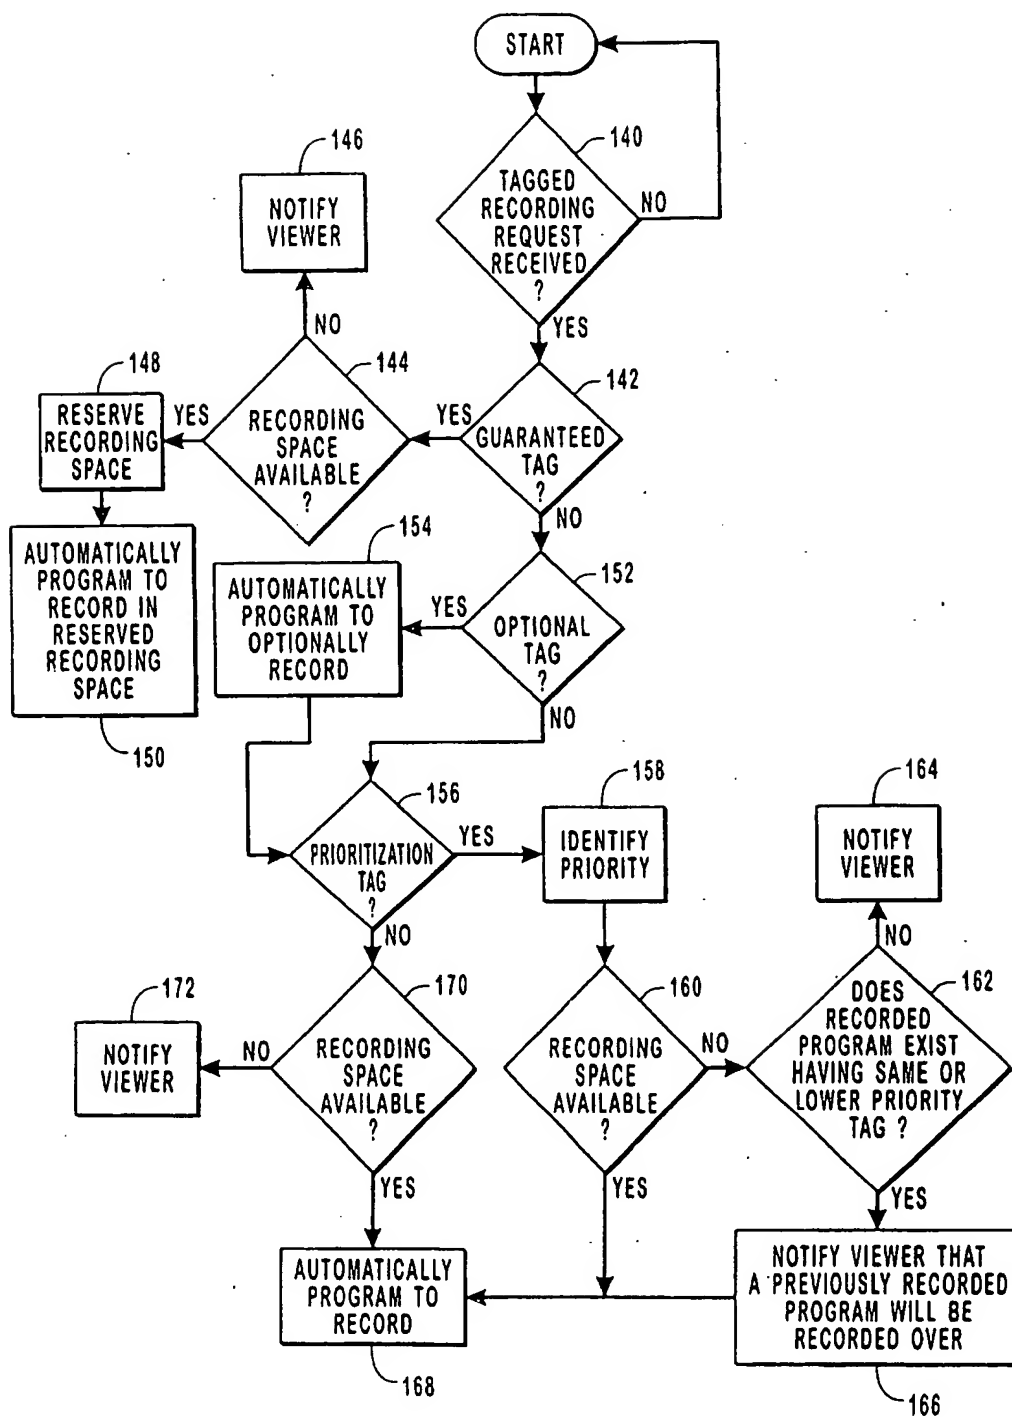 START
140
TAGGED
RECORDING
REQUEST
RECEIVED
?
NO
YES
146
NOTIFY
VIEWER
NO
144
RECORDING
SPACE
AVAILABLE
?
YES
148
RESERVE
RECORDING
SPACE
YES
142
GUARANTEED
TAG
?
NO
AUTOMATICALLY
PROGRAM TO
RECORD IN
RESERVED
RECORDING
SPACE
150
154
AUTOMATICALLY
PROGRAM TO
OPTIONALLY
RECORD
YES
152
OPTIONAL
TAG
?
NO
156
PRIORITIZATION
TAG
?
YES
NO
158
IDENTIFY
PRIORITY
164
NOTIFY
VIEWER
NO
172
NOTIFY
VIEWER
NO
170
RECORDING
SPACE
AVAILABLE
?
YES
160
RECORDING
SPACE
AVAILABLE
?
NO
YES
162
DOES
RECORDED
PROGRAM EXIST
HAVING SAME OR
LOWER PRIORITY
TAG ?
YES
AUTOMATICALLY
PROGRAM TO
RECORD
168
NOTIFY VIEWER THAT
A PREVIOUSLY RECORDED
PROGRAM WILL BE
RECORDED OVER
166